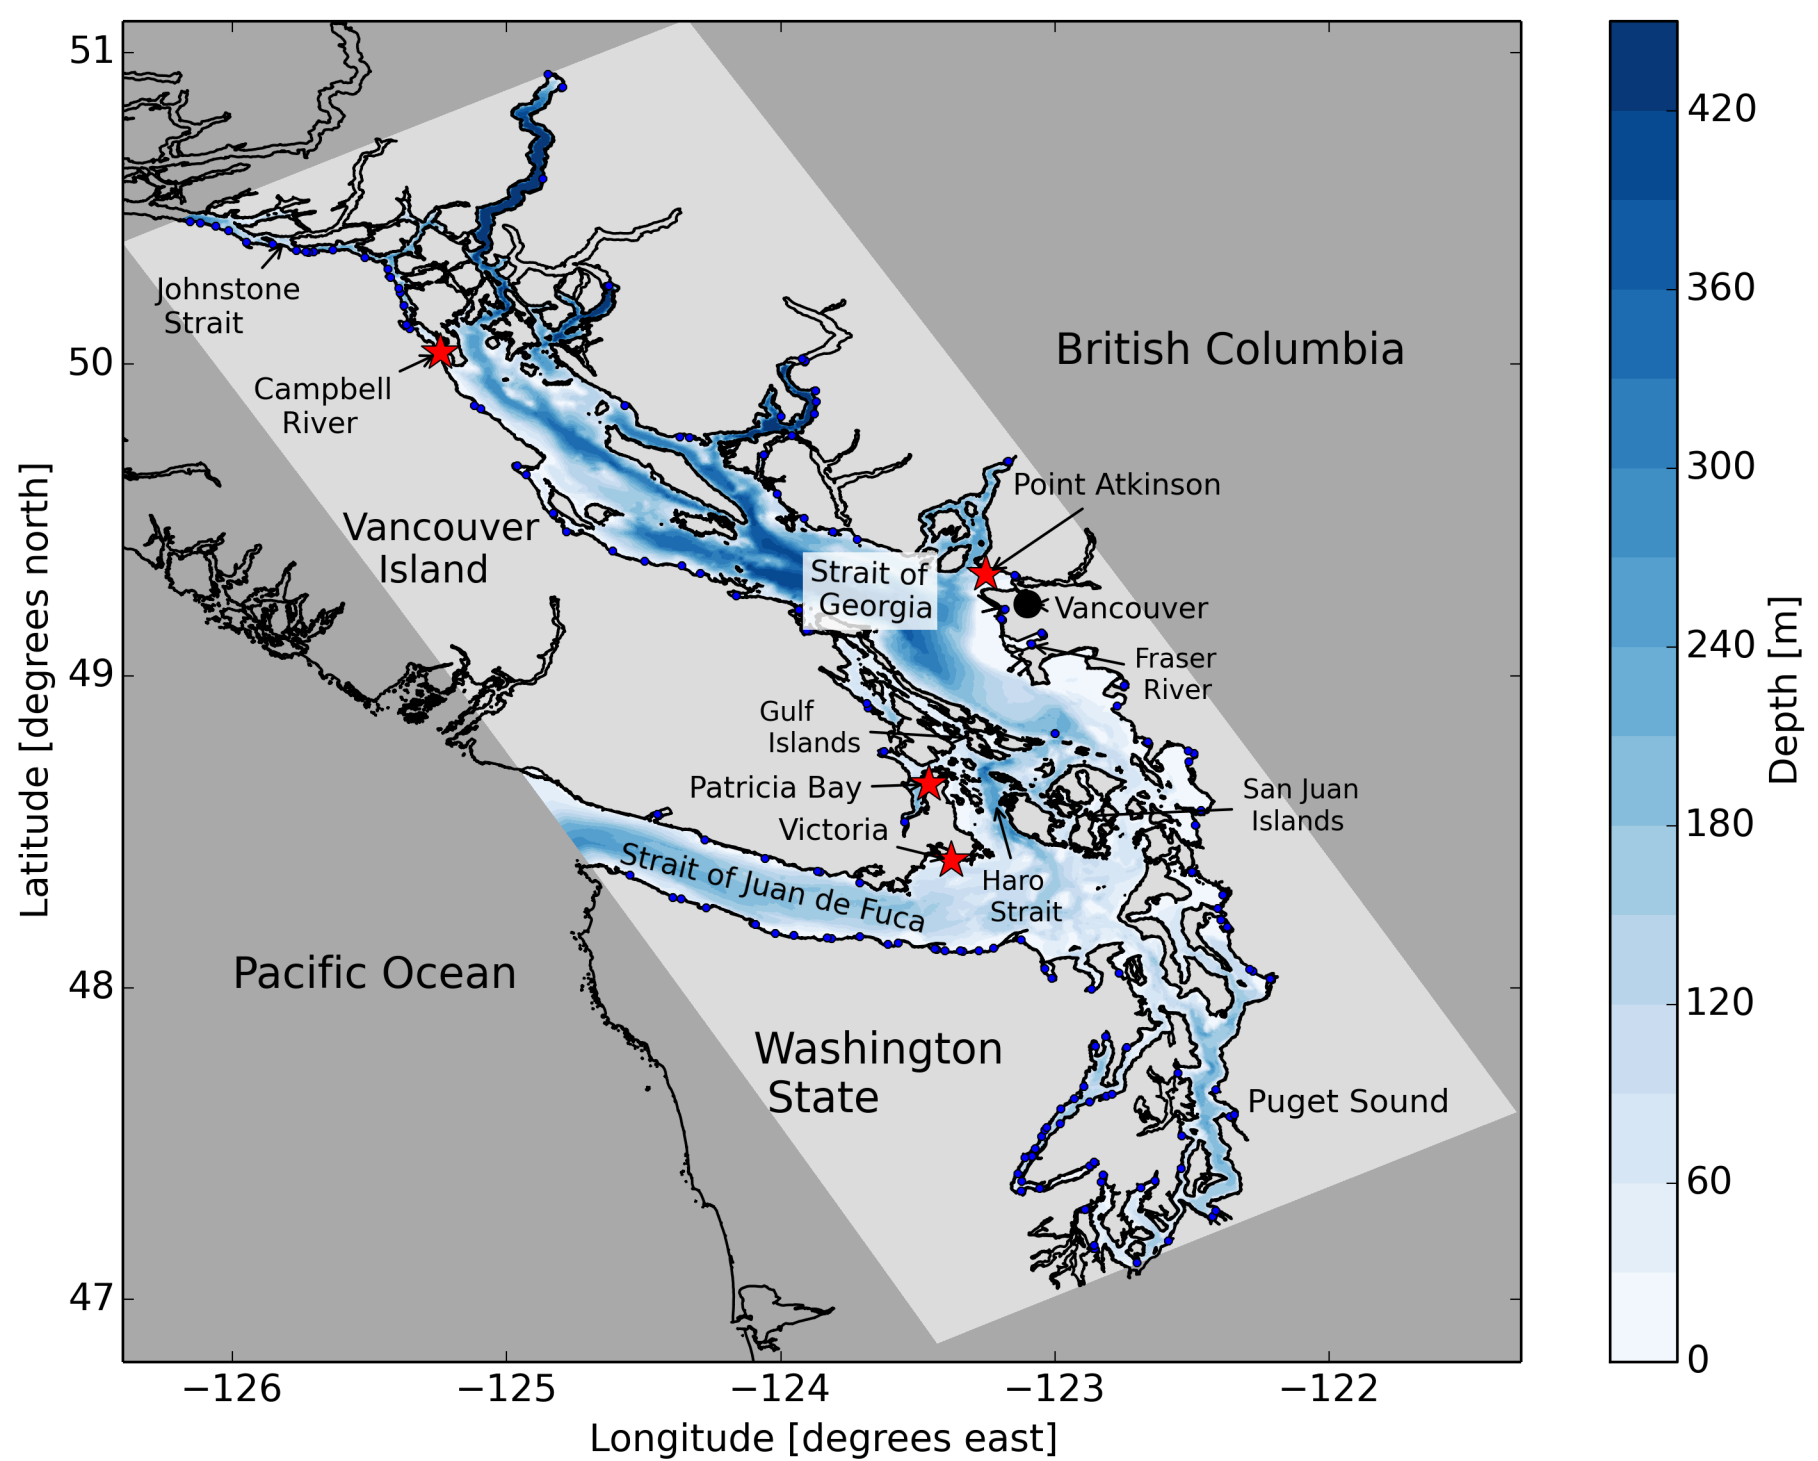 51
50
49
48
47
Latitude [degrees north]
−126
−125
−124
−123
−122
Longitude [degrees east]
Johnstone
Strait
Campbell
River
British Columbia
Point Atkinson
Vancouver
Island
Strait of
Georgia
Vancouver
Fraser
River
Gulf
Islands
Patricia Bay
San Juan
Islands
Victoria
Strait of Juan de Fuca
Haro
Strait
Pacific Ocean
Washington
State
Puget Sound
420
360
300
240
180
120
60
0
Depth [m]